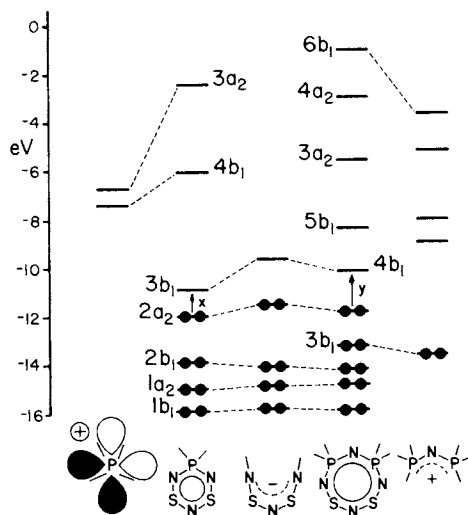 0
-2
-4
eV
-6
-8
-10
-12
-14
-16
3a₂
4b₁
3b₁
x
2a₂
2b₁
1a₂
1b₁
6b₁
4a₂
3a₂
5b₁
4b₁
y
3b₁
+
P
P
N N
S S
N
N N
-
S S
N
N
P P
N N
S S
N
N
P P
+